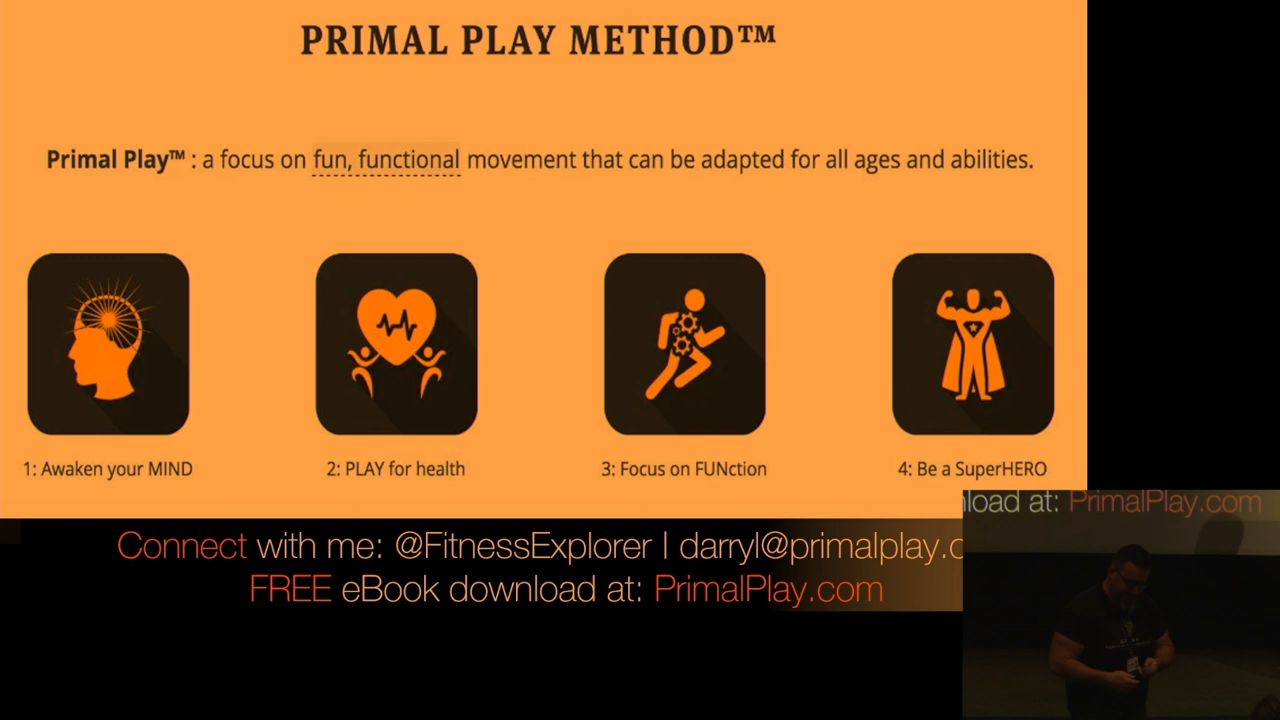 PRIMAL PLAY METHOD™
Primal Play™ : a focus on fun, functional movement that can be adapted for all ages and abilities.
1: Awaken your MIND
2: PLAY for health
3: Focus on FUNction
4: Be a SuperHERO
Connect with me: @FitnessExplorer | darryl@primalplay.c
FREE eBook download at: PrimalPlay.com
nload at: PrimalPlay.com